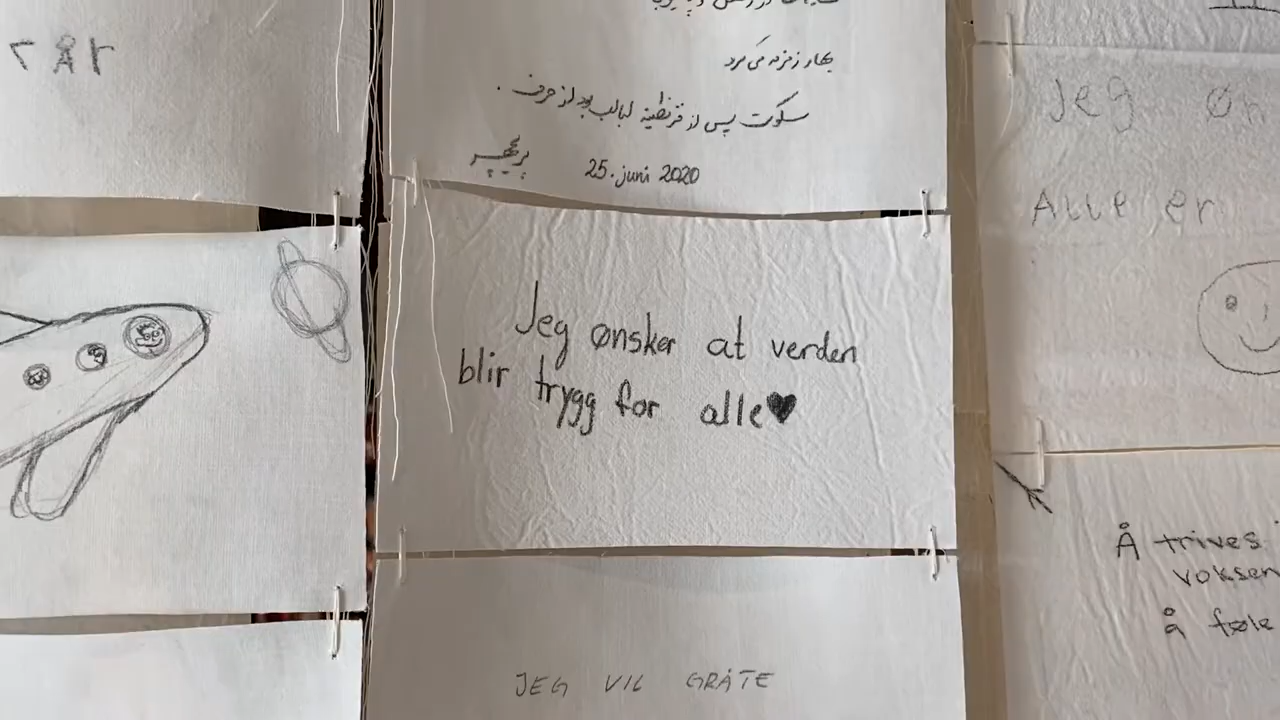 7 ÅR
بهار زمزمه می‌کرد
سکوت پس از قرنطینه لبالب بود از حرف .
25. juni 2020
Jeg ønsker at verden
blir trygg for alle♥
JEG VIL GRÅTE
Jeg øn
Alle er
Å trives
voksen
å føle